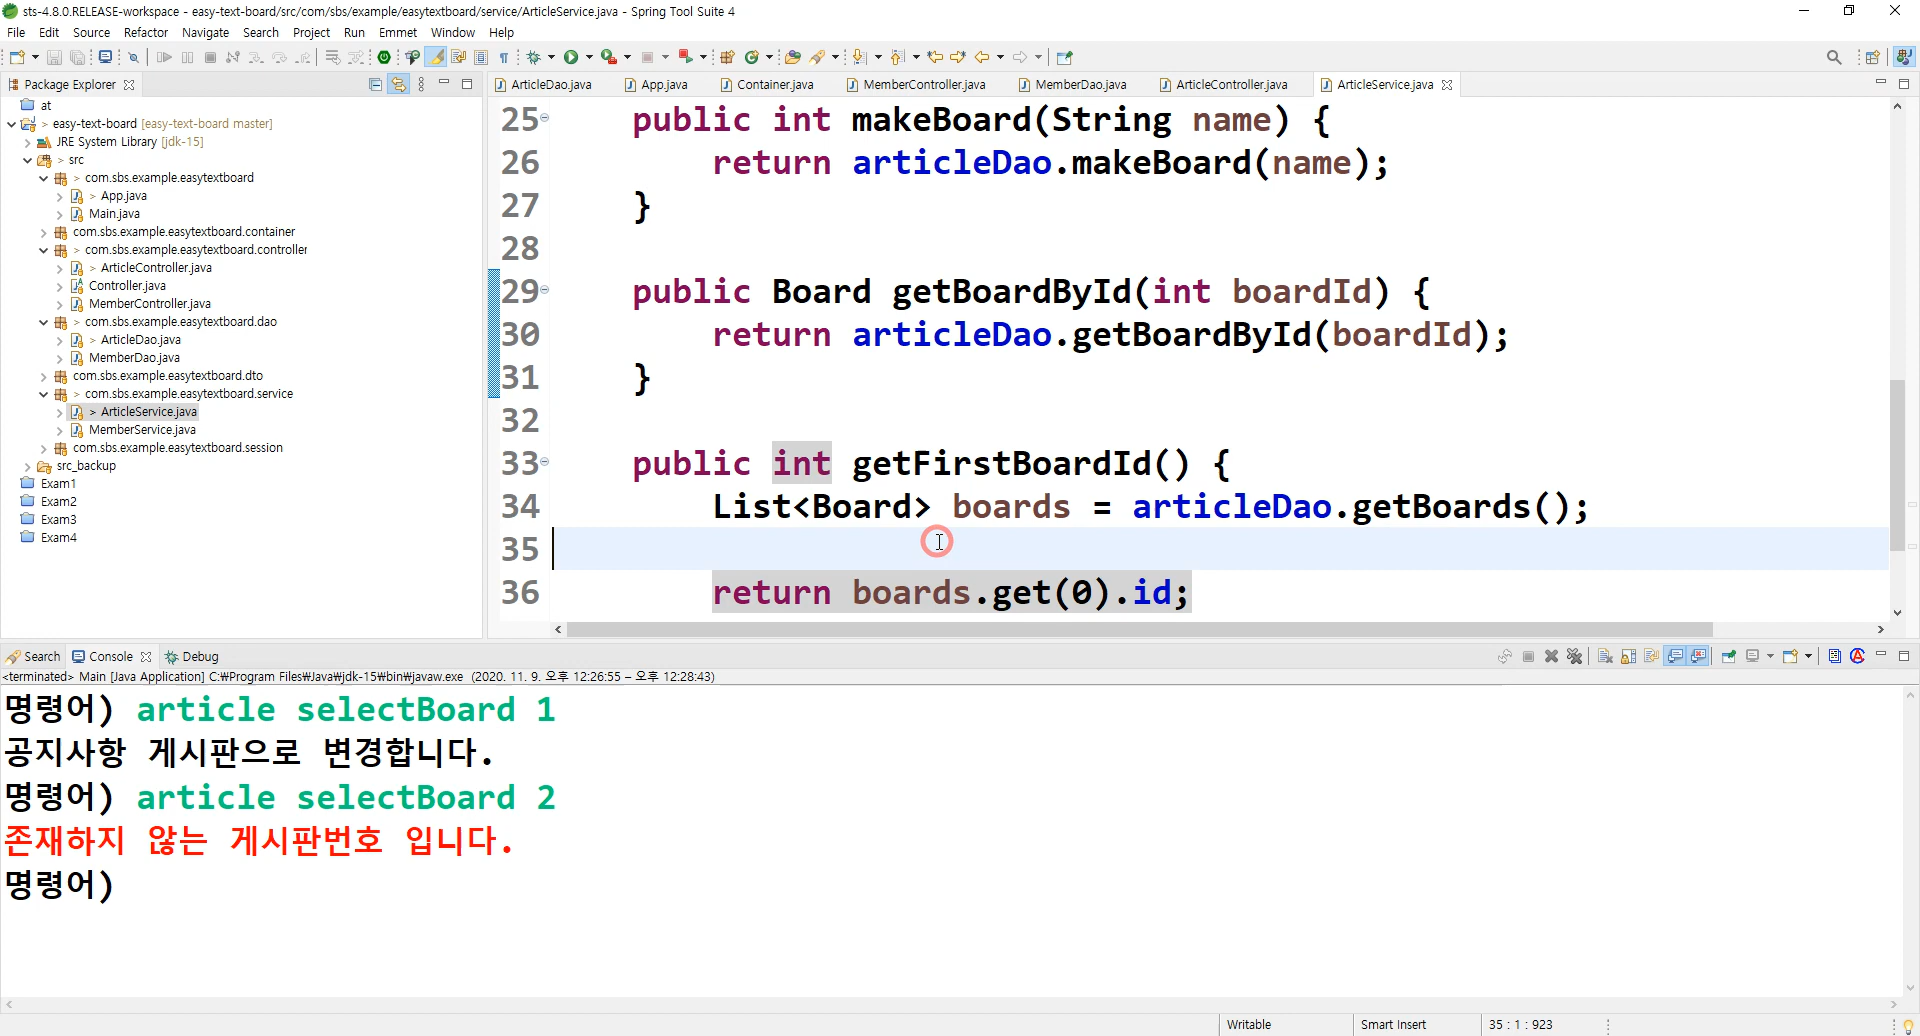 sts-4.8.0.RELEASE-workspace - easy-text-board/src/com/sbs/example/easytextboard/service/ArticleService.java - Spring Tool Suite 4
File Edit Source Refactor Navigate Search Project Run Emmet Window Help
Package Explorer
at
> easy-text-board [easy-text-board master]
JRE System Library [jdk-15]
> src
> com.sbs.example.easytextboard
> App.java
Main.java
com.sbs.example.easytextboard.container
> com.sbs.example.easytextboard.controller
> ArticleController.java
Controller.java
MemberController.java
> com.sbs.example.easytextboard.dao
> ArticleDao.java
MemberDao.java
com.sbs.example.easytextboard.dto
> com.sbs.example.easytextboard.service
> ArticleService.java
MemberService.java
com.sbs.example.easytextboard.session
src_backup
Exam1
Exam2
Exam3
Exam4
ArticleDao.java App.java Container.java MemberController.java MemberDao.java ArticleController.java ArticleService.java
25 public int makeBoard(String name) {
26 return articleDao.makeBoard(name);
27 }
28
29 public Board getBoardById(int boardId) {
30 return articleDao.getBoardById(boardId);
31 }
32
33 public int getFirstBoardId() {
34 List<Board> boards = articleDao.getBoards();
35
36 return boards.get(0).id;
Search Console Debug
<terminated> Main [Java Application] C:₩Program Files₩Java₩jdk-15₩bin₩javaw.exe (2020. 11. 9. 오후 12:26:55 – 오후 12:28:43)
명령어) article selectBoard 1
공지사항 게시판으로 변경합니다.
명령어) article selectBoard 2
존재하지 않는 게시판번호 입니다.
명령어)
Writable Smart Insert 35 : 1 : 923